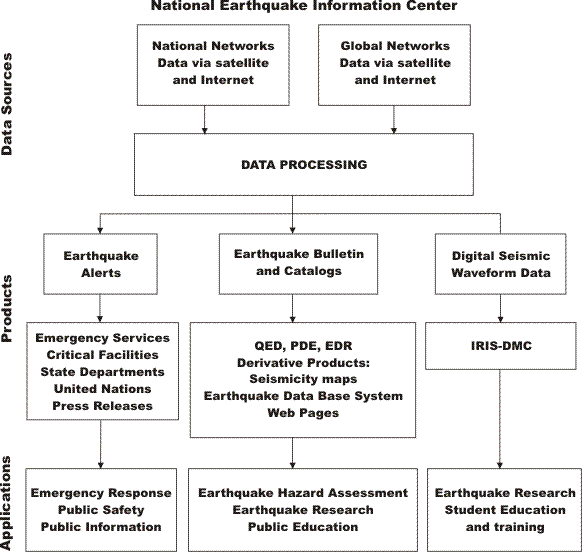 National Earthquake Information Center
Data Sources
National Networks
Data via satellite
and Internet
Global Networks
Data via satellite
and Internet
DATA PROCESSING
Products
Earthquake
Alerts
Earthquake Bulletin
and Catalogs
Digital Seismic
Waveform Data
Emergency Services
Critical Facilities
State Departments
United Nations
Press Releases
QED, PDE, EDR
Derivative Products:
Seismicity maps
Earthquake Data Base System
Web Pages
IRIS-DMC
Applications
Emergency Response
Public Safety
Public Information
Earthquake Hazard Assessment
Earthquake Research
Public Education
Earthquake Research
Student Education
and training